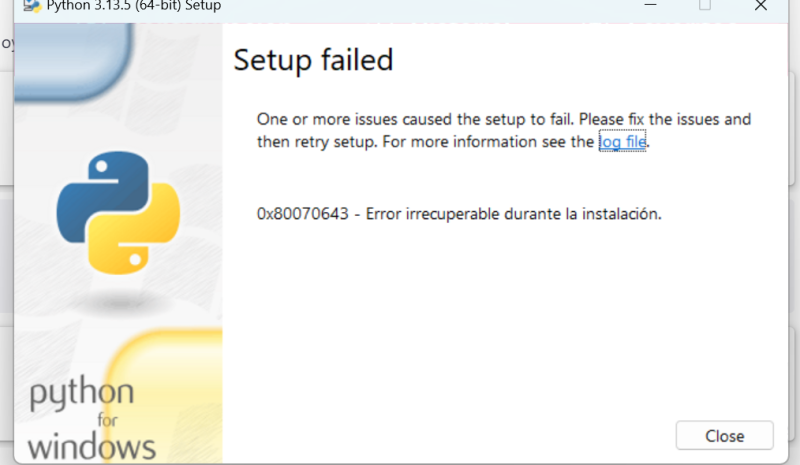 Python 3.13.5 (64-bit) Setup
Setup failed
One or more issues caused the setup to fail. Please fix the issues and
then retry setup. For more information see the log file.
0x80070643 - Error irrecuperable durante la instalación.
python
for
windows
Close